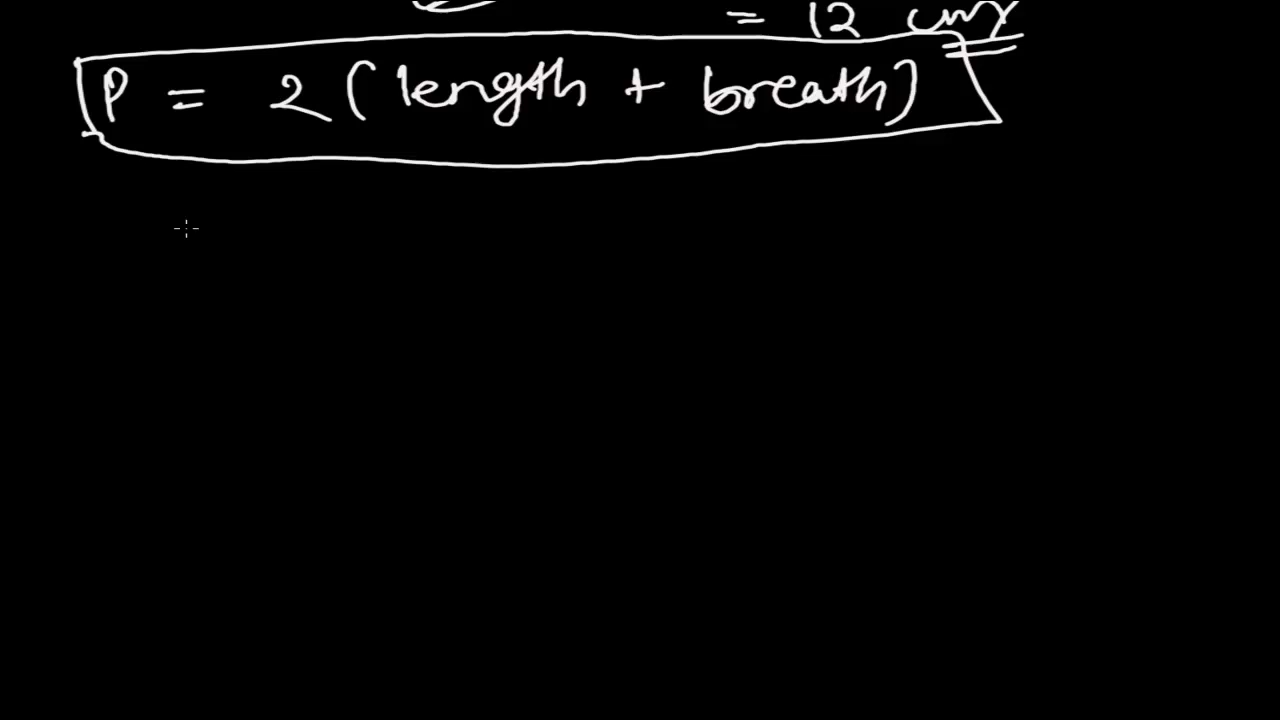 = 12 cm
P = 2 (length + breath)